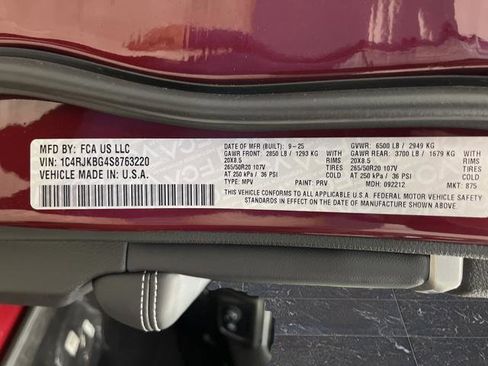 MFD BY: FCA US LLC
VIN: 1C4RJKBG4S8763220
VEHICLE MADE IN: U.S.A.
DATE OF MFR (BUILT): 9-25 GVWR: 6500 LB / 2949 KG
GAWR FRONT: 2850 LB / 1293 KG GAWR REAR: 3700 LB / 1679 KG
20X8.5 RIMS 20X8.5 RIMS
265/50R20 107V TIRES 265/50R20 107V TIRES
AT 250 kPa / 36 PSI COLD AT 250 kPa / 36 PSI COLD
TYPE: MPV PAINT: PRV MDH: 092212 MKT: 875
THIS VEHICLE CONFORMS TO ALL APPLICABLE U.S.A. FEDERAL MOTOR VEHICLE SAFETY
STANDARDS IN EFFECT ON THE DATE OF MANUFACTURE SHOWN ABOVE.